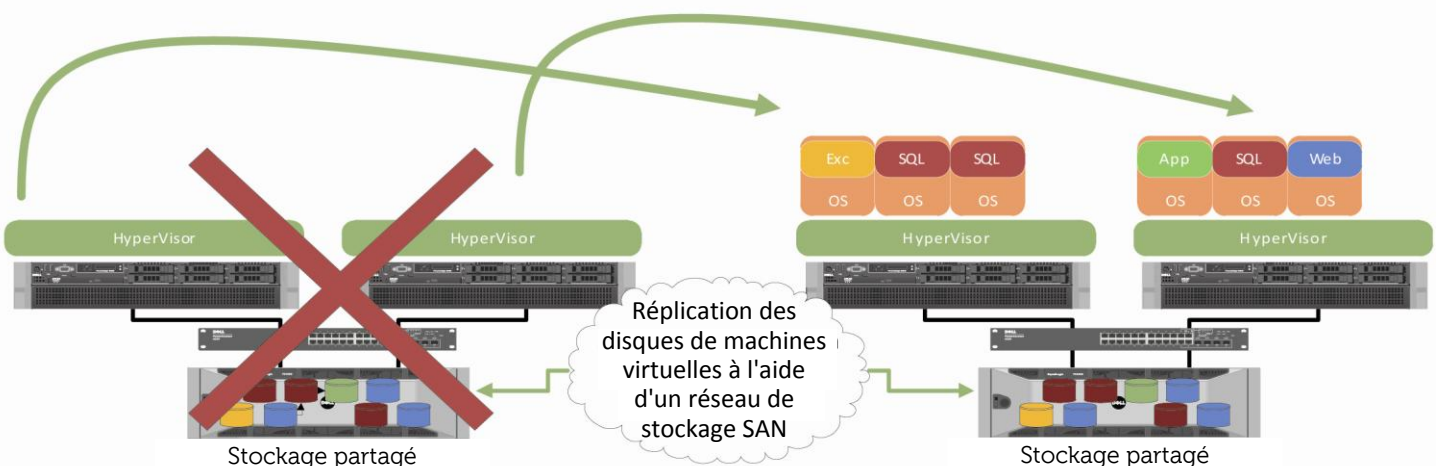 Exc SQL SQL
App SQL Web
OS OS OS
OS OS OS
HyperVisor
HyperVisor
HyperVisor
HyperVisor
Réplication des
disques de machines
virtuelles à l'aide
d'un réseau de
stockage SAN
Stockage partagé
Stockage partagé